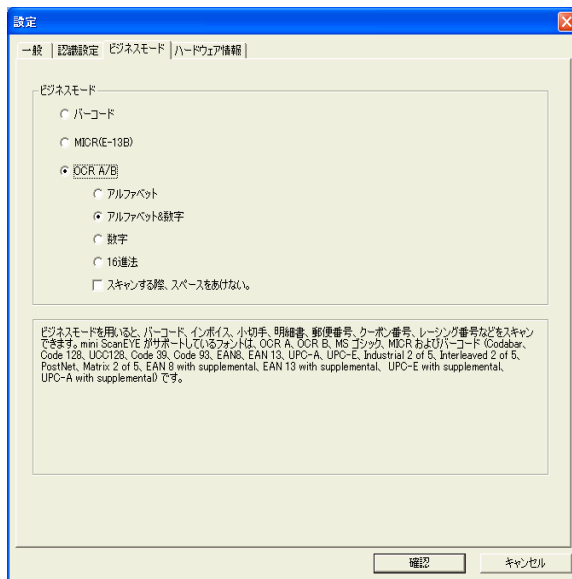 設定
一般 認識設定 ビジネスモード ハードウェア情報
ビジネスモード
バーコード
MICR(E-13B)
OCR A/B
アルファベット
アルファベット&数字
数字
16進法
スキャンする際、スペースをあけない。
ビジネスモードを用いると、バーコード、インボイス、小切手、明細書、郵便番号、クーポン番号、レーシング番号などをスキャン
できます。mini ScanEYE がサポートしているフォントは、OCR A、OCR B、MS ゴシック、MICR およびバーコード (Codabar、
Code 128、UCC128、Code 39、Code 93、EAN8、EAN 13、UPC-A、UPC-E、Industrial 2 of 5、Interleaved 2 of 5、
PostNet、Matrix 2 of 5、EAN 8 with supplemental、EAN 13 with supplemental、 UPC-E with supplemental、
UPC-A with supplemental) です。
確認 キャンセル